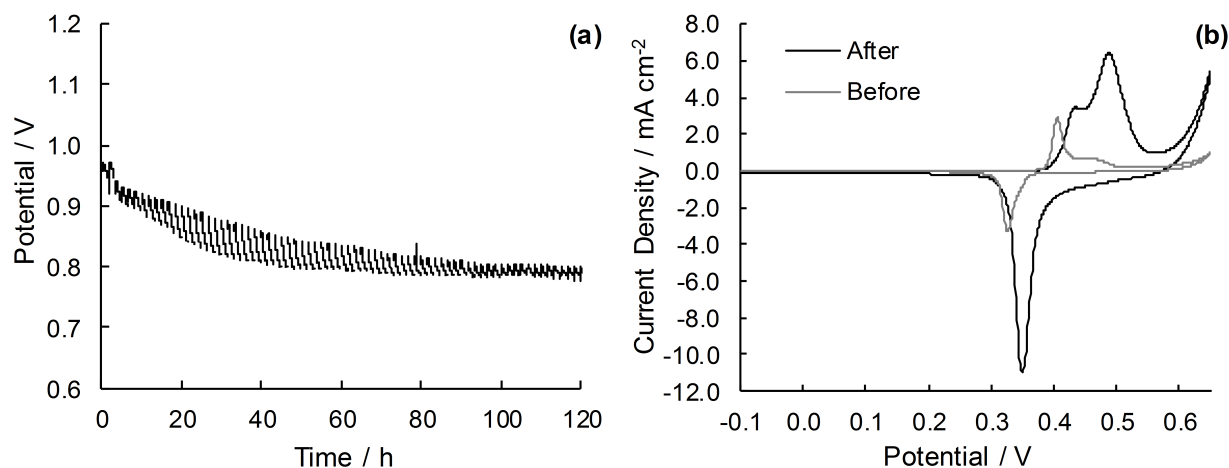 (a)
Potential / V
1.2
1.1
1.0
0.9
0.8
0.7
0.6
0 20 40 60 80 100 120
Time / h
(b)
Current Density / mA cm-2
8.0
6.0
4.0
2.0
0.0
-2.0
-4.0
-6.0
-8.0
-10.0
-12.0
After
Before
-0.1 0.0 0.1 0.2 0.3 0.4 0.5 0.6
Potential / V